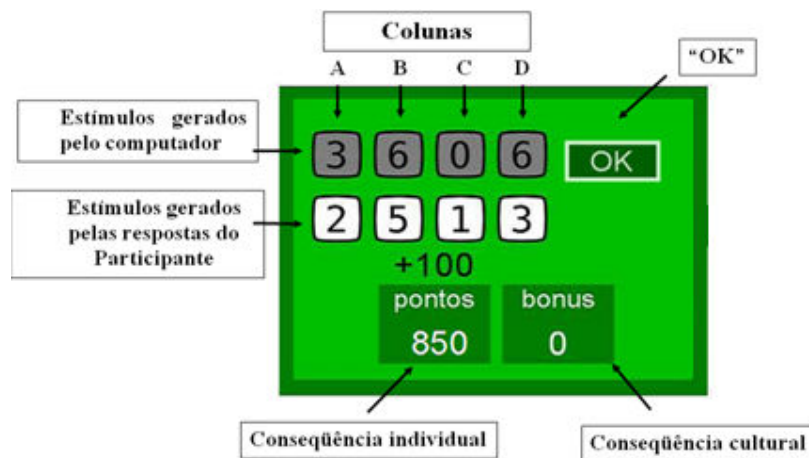 Colunas
A B C D
“OK”
Estímulos gerados
pelo computador
3 6 0 6
OK
Estímulos gerados
pelas respostas do
Participante
2 5 1 3
+100
pontos bonus
850 0
Conseqüência individual
Conseqüência cultural